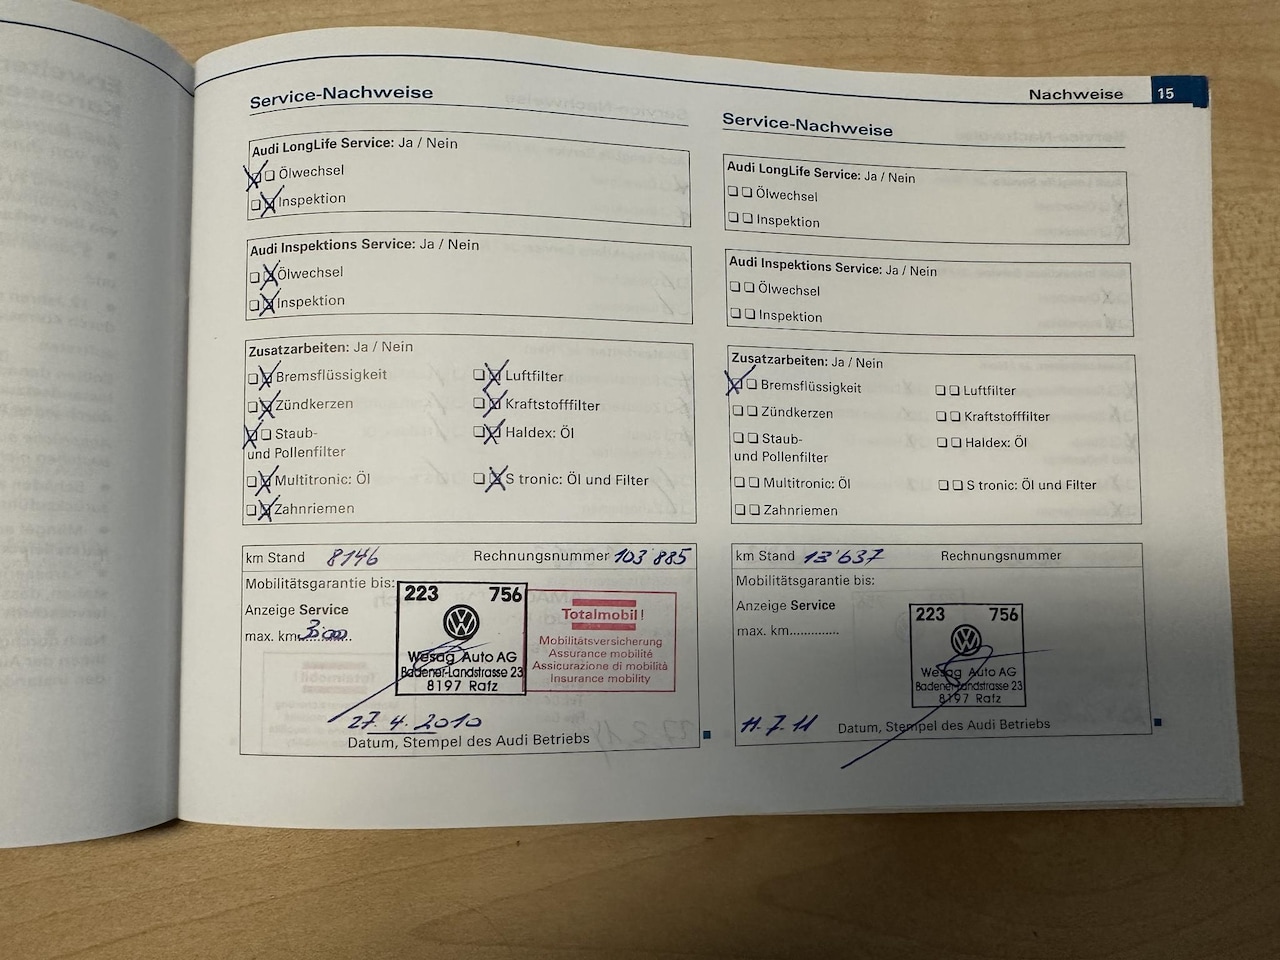 Nachweise 15
Service-Nachweise
Audi LongLife Service: Ja / Nein
Ölwechsel
Inspektion
Audi Inspektions Service: Ja / Nein
Ölwechsel
Inspektion
Zusatzarbeiten: Ja / Nein
Bremsflüssigkeit Luftfilter
Zündkerzen Kraftstofffilter
Staub- Haldex: Öl
und Pollenfilter
Multitronic: Öl S tronic: Öl und Filter
Zahnriemen
km Stand 8146 Rechnungsnummer 103'885
Mobilitätsgarantie bis:
Anzeige Service
max. km
223 756
Wesag Auto AG
Badener-Landstrasse 23
8197 Rafz
Totalmobil!
Mobilitätsversicherung
Assurance mobilité
Assicurazione di mobilità
Insurance mobility
27.4.2010
Datum, Stempel des Audi Betriebs
Service-Nachweise
Audi LongLife Service: Ja / Nein
Ölwechsel
Inspektion
Audi Inspektions Service: Ja / Nein
Ölwechsel
Inspektion
Zusatzarbeiten: Ja / Nein
Bremsflüssigkeit Luftfilter
Zündkerzen Kraftstofffilter
Staub- Haldex: Öl
und Pollenfilter
Multitronic: Öl S tronic: Öl und Filter
Zahnriemen
km Stand 13'637 Rechnungsnummer
Mobilitätsgarantie bis:
Anzeige Service
max. km.............
223 756
Wesag Auto AG
Badener-Landstrasse 23
8197 Rafz
11.7.11 Datum, Stempel des Audi Betriebs